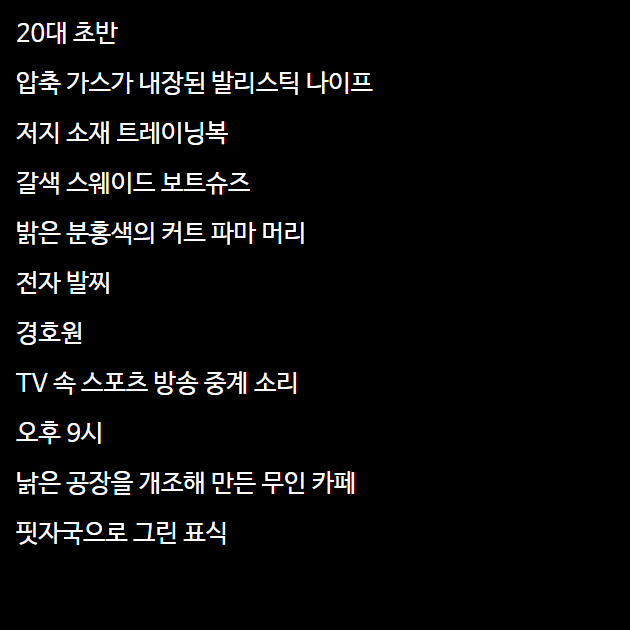 20대 초반
압축 가스가 내장된 발리스틱 나이프
저지 소재 트레이닝복
갈색 스웨이드 보트슈즈
밝은 분홍색의 커트 파마 머리
전자 발찌
경호원
TV 속 스포츠 방송 중계 소리
오후 9시
낡은 공장을 개조해 만든 무인 카페
핏자국으로 그린 표식